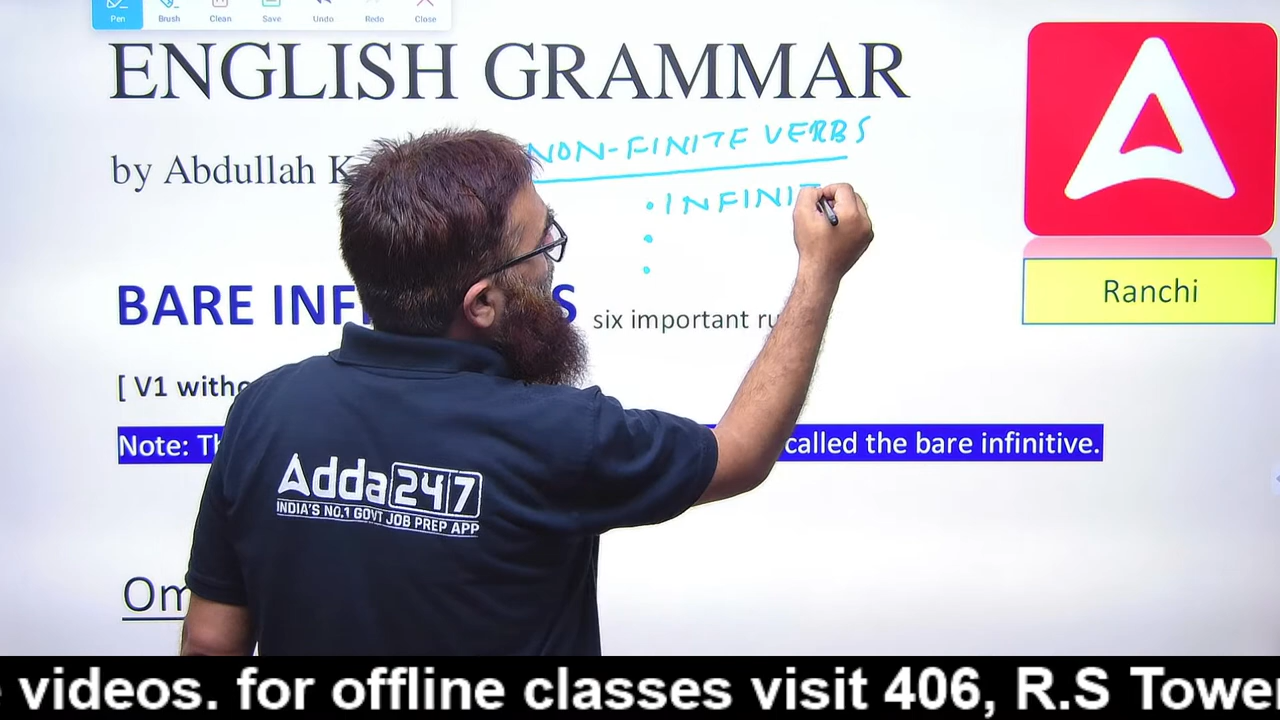 Pen Brush Clean Save Undo Redo Close
ENGLISH GRAMMAR
NON-FINITE VERBS
by Abdullah K
• INFINIT
•
•
Ranchi
BARE INF S six important ru
[ V1 witho
Note: Th called the bare infinitive.
Adda247
INDIA'S NO.1 GOVT JOB PREP APP
Om
videos. for offline classes visit 406, R.S Tower